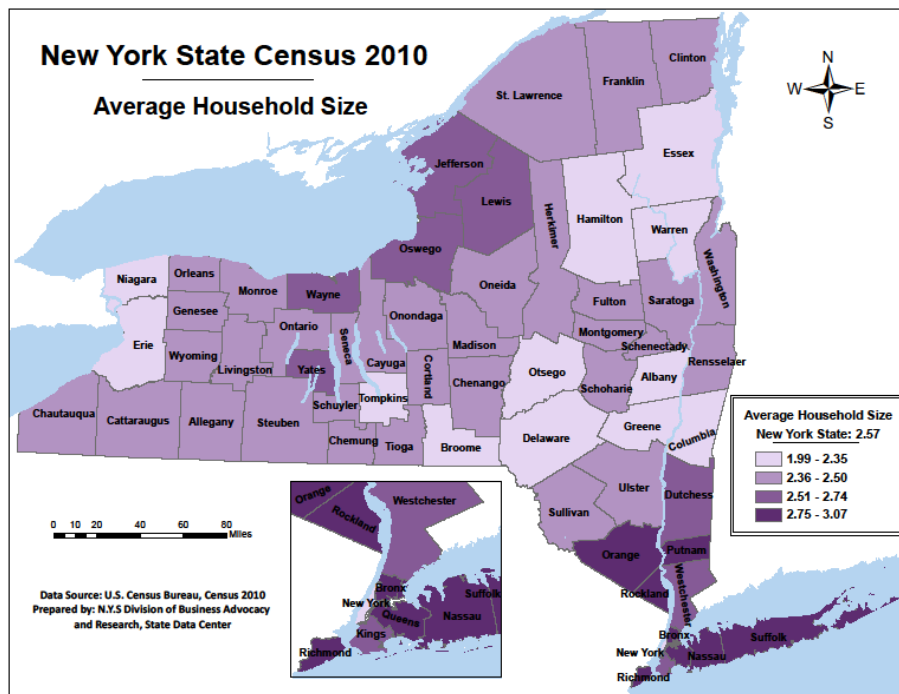 New York State Census 2010
Average Household Size
N
W E
S
Clinton
Franklin
St. Lawrence
Essex
Jefferson
Lewis
Herkimer
Hamilton
Warren
Washington
Oswego
Niagara
Orleans
Monroe
Wayne
Oneida
Fulton
Saratoga
Genesee
Onondaga
Ontario
Seneca
Montgomery
Erie
Madison
Schenectady
Wyoming
Livingston
Cayuga
Rensselaer
Yates
Cortland
Otsego
Albany
Chenango
Schoharie
Tompkins
Schuyler
Chautauqua
Cattaraugus
Allegany
Steuben
Chemung
Tioga
Broome
Delaware
Greene
Columbia
Average Household Size
New York State: 2.57
1.99 - 2.35
2.36 - 2.50
2.51 - 2.74
2.75 - 3.07
Ulster
Dutchess
Sullivan
Orange
Putnam
Rockland
Westchester
Bronx
New York
Nassau
Suffolk
Richmond
Orange
Westchester
Rockland
Bronx
New York
Queens
Nassau
Suffolk
Kings
Richmond
0 20 40 60 80
Miles
Data Source: U.S. Census Bureau, Census 2010
Prepared by: N.Y.S Division of Business Advocacy
and Research, State Data Center